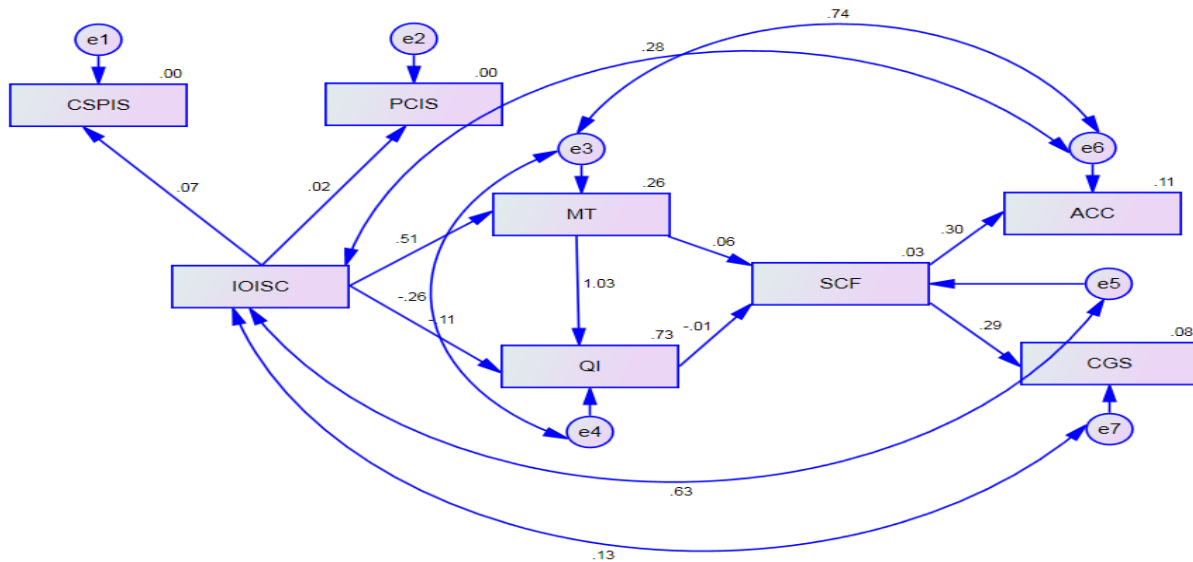 .74
e1
e2
.28
.00
.00
CSPIS
PCIS
e3
e6
.07
.02
.26
.11
MT
ACC
.51
.06
.30
.03
IOISC
1.03
SCF
e5
-.26
-.11
.73
-.01
.29
.08
QI
CGS
e4
e7
.63
.13